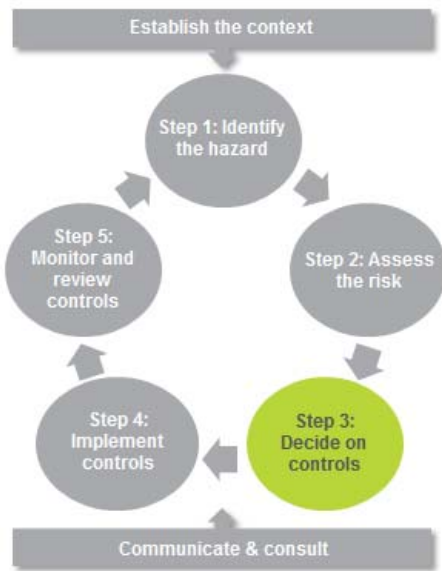 Establish the context
Step 1: Identify
the hazard
Step 2: Assess
the risk
Step 3:
Decide on
controls
Step 4:
Implement
controls
Step 5:
Monitor and
review
controls
Communicate & consult